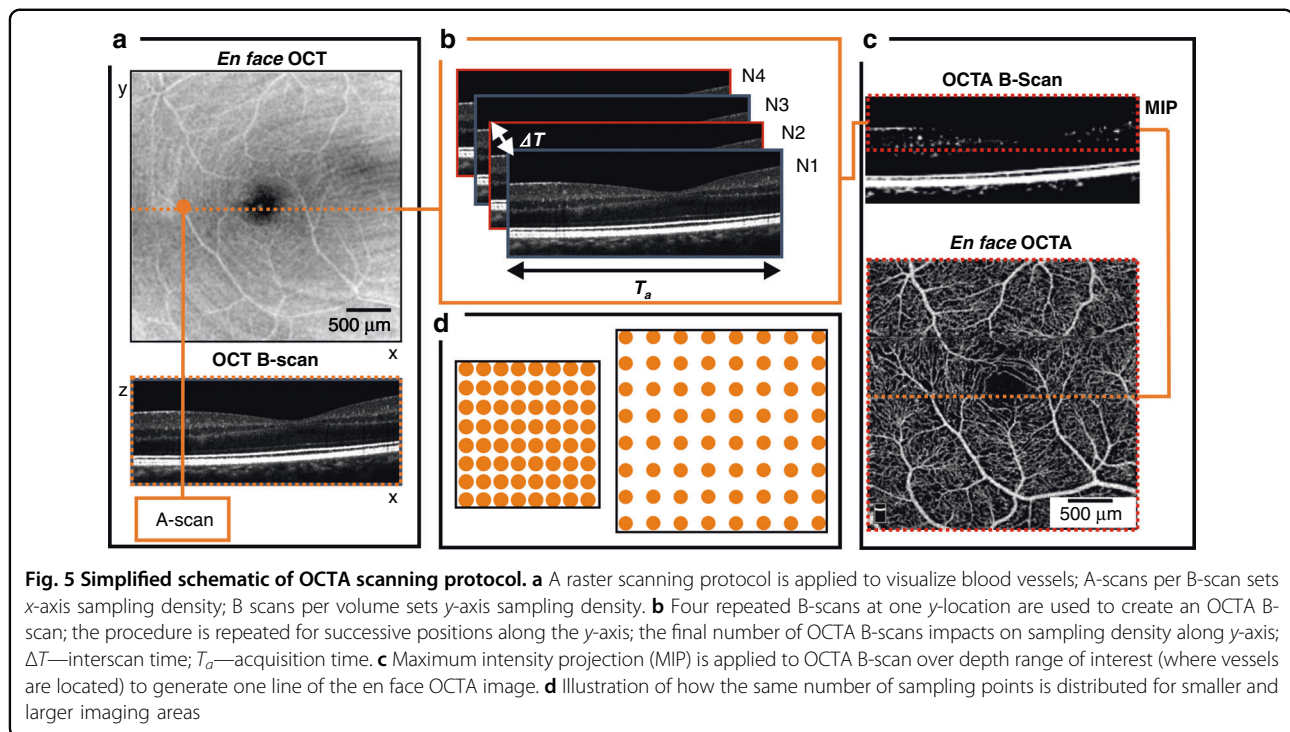 a
En face OCT
y
500 μm
x
OCT B-scan
z
x
A-scan
b
N4
N3
N2
N1
ΔT
Ta
d
c
OCTA B-Scan
MIP
En face OCTA
500 μm
Fig. 5 Simplified schematic of OCTA scanning protocol. a A raster scanning protocol is applied to visualize blood vessels; A-scans per B-scan sets
x-axis sampling density; B scans per volume sets y-axis sampling density. b Four repeated B-scans at one y-location are used to create an OCTA B-
scan; the procedure is repeated for successive positions along the y-axis; the final number of OCTA B-scans impacts on sampling density along y-axis;
ΔT—interscan time; Ta—acquisition time. c Maximum intensity projection (MIP) is applied to OCTA B-scan over depth range of interest (where vessels
are located) to generate one line of the en face OCTA image. d Illustration of how the same number of sampling points is distributed for smaller and
larger imaging areas